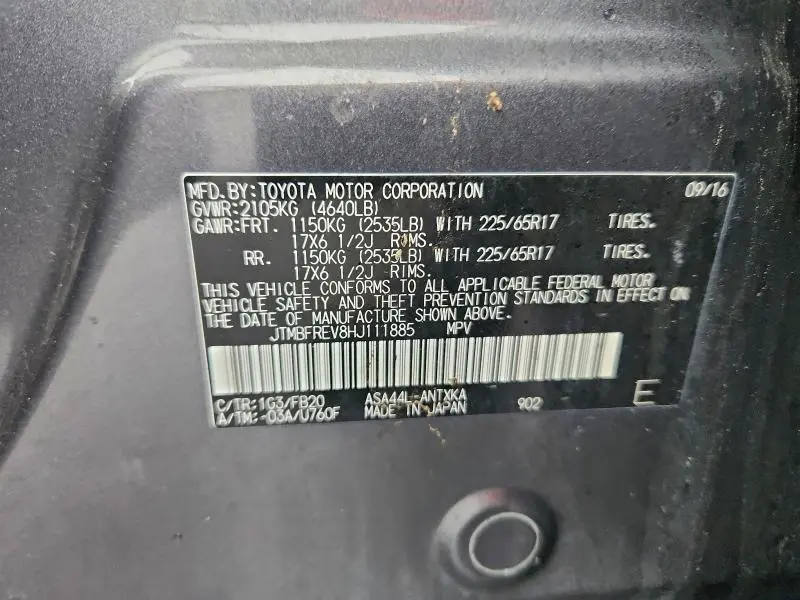 MFD.BY:TOYOTA MOTOR CORPORATION 09/16
GVWR:2105KG (4640LB)
GAWR:FRT. 1150KG (2535LB) WITH 225/65R17 TIRES.
17X6 1/2J RIMS.
RR. 1150KG (2535LB) WITH 225/65R17 TIRES.
17X6 1/2J RIMS.
THIS VEHICLE CONFORMS TO ALL APPLICABLE FEDERAL MOTOR
VEHICLE SAFETY AND THEFT PREVENTION STANDARDS IN EFFECT ON
THE DATE OF MANUFACTURE SHOWN ABOVE.
JTMBFREV8HJ111885 MPV
C/TR:1G3/FB20 ASA44L-ANTXKA 902 E
A/TM:-03A/U760F MADE IN JAPAN